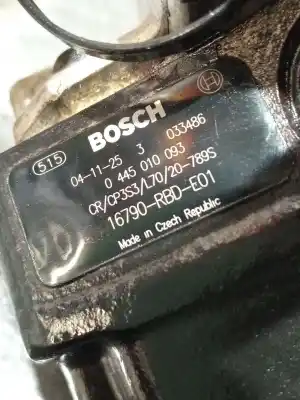 BOSCH
515
04-11-25 3 033486
0 445 010 093
CR/CP3S3/L70/20-789S
16790-RBD-E01
Made in Czech Republic